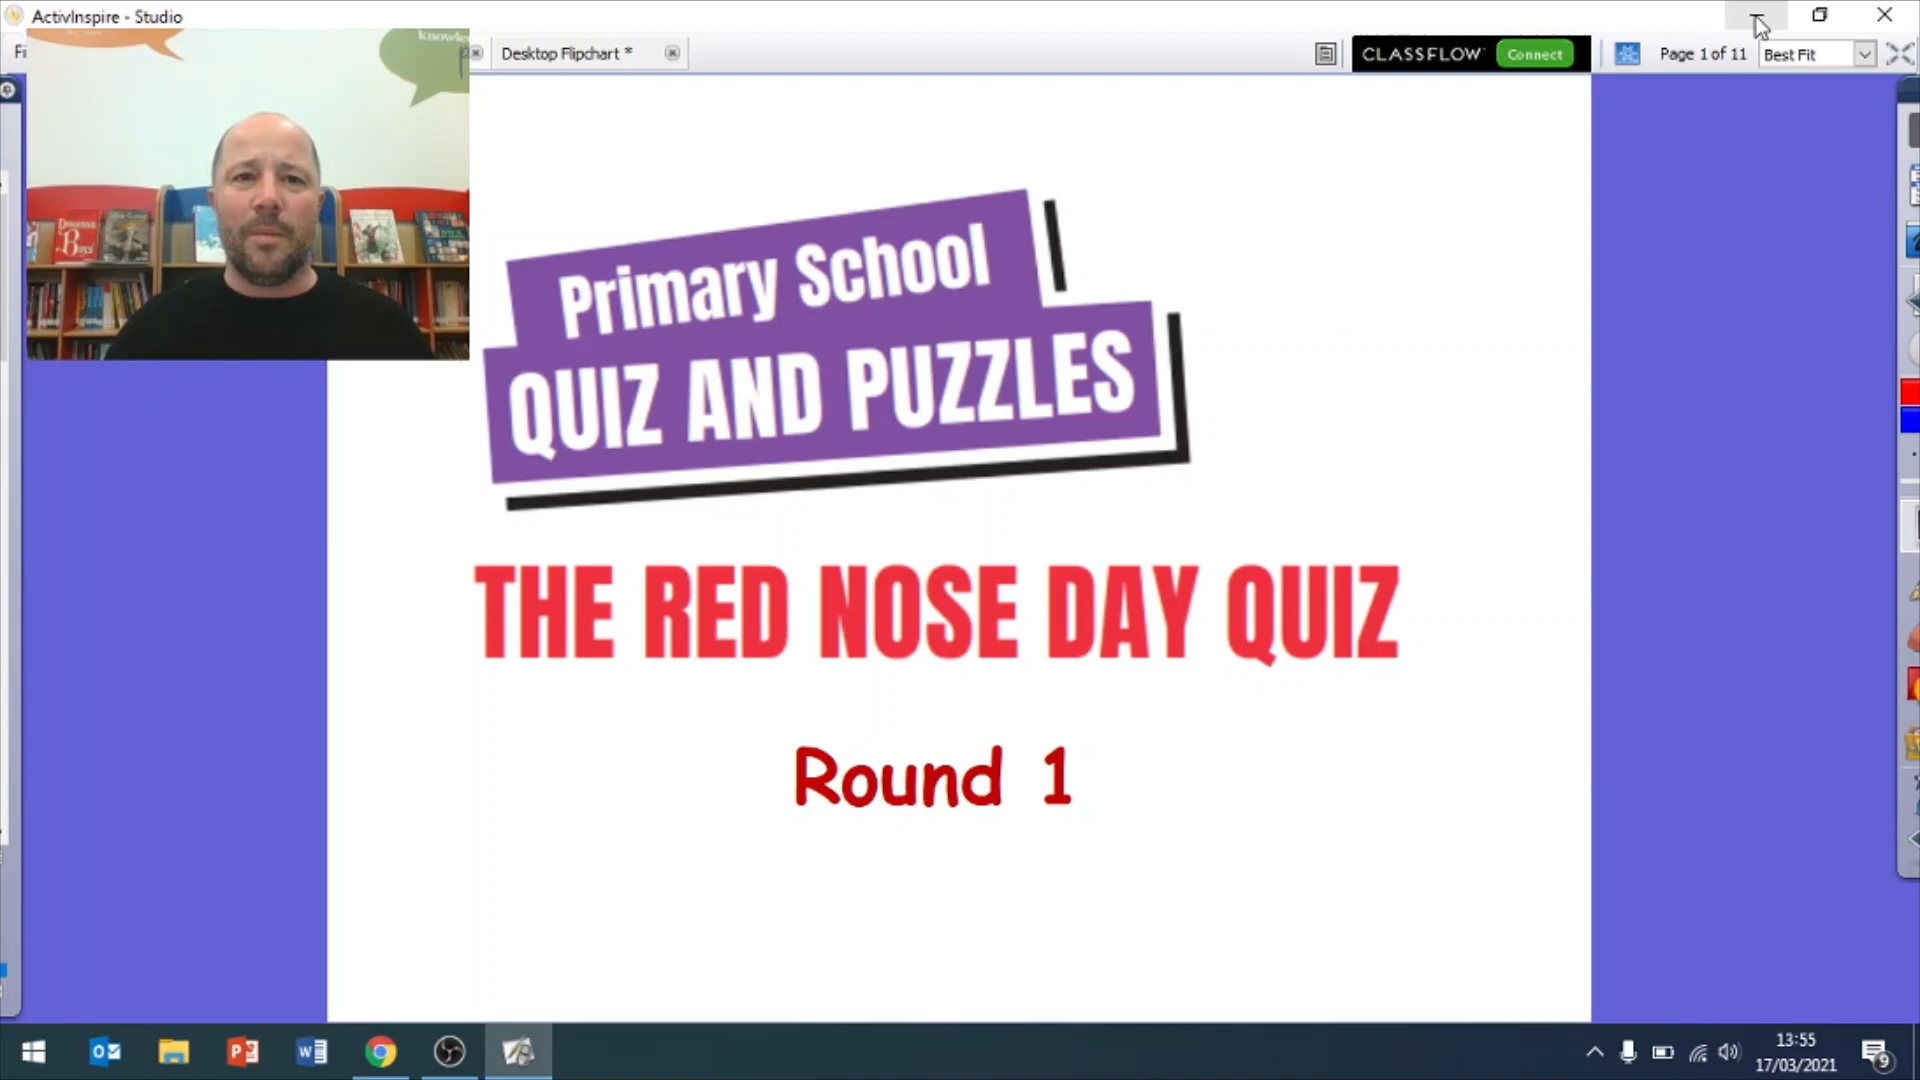 ActivInspire - Studio
Desktop Flipchart *
CLASSFLOW
Connect
Page 1 of 11
Best Fit
Primary School
QUIZ AND PUZZLES
THE RED NOSE DAY QUIZ
Round 1
13:55
17/03/2021
9